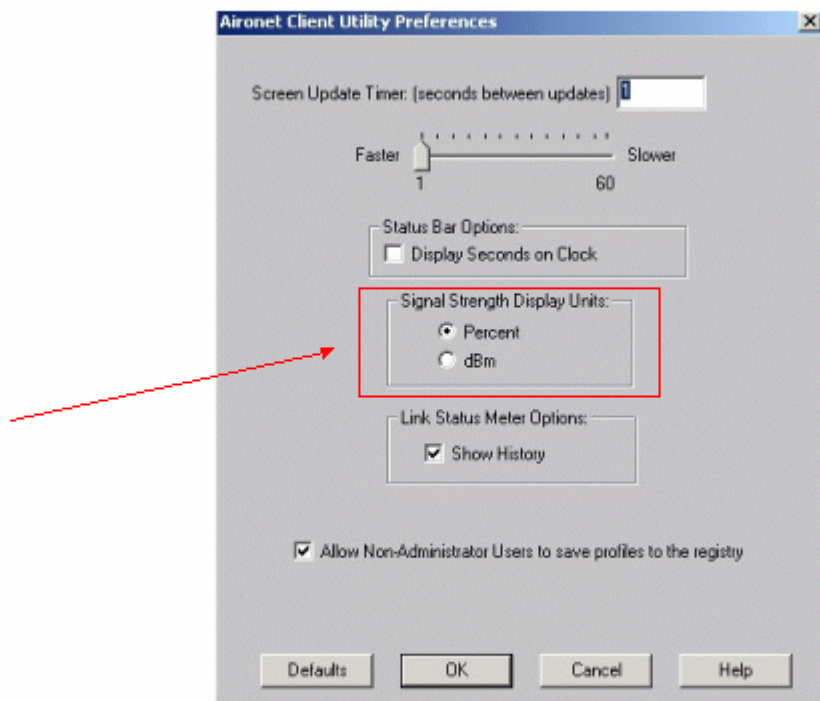 Aironet Client Utility Preferences
Screen Update Timer: (seconds between updates) 1
Faster Slower
1 60
Status Bar Options:
Display Seconds on Clock
Signal Strength Display Units:
Percent
dBm
Link Status Meter Options:
Show History
Allow Non-Administrator Users to save profiles to the registry
Defaults OK Cancel Help